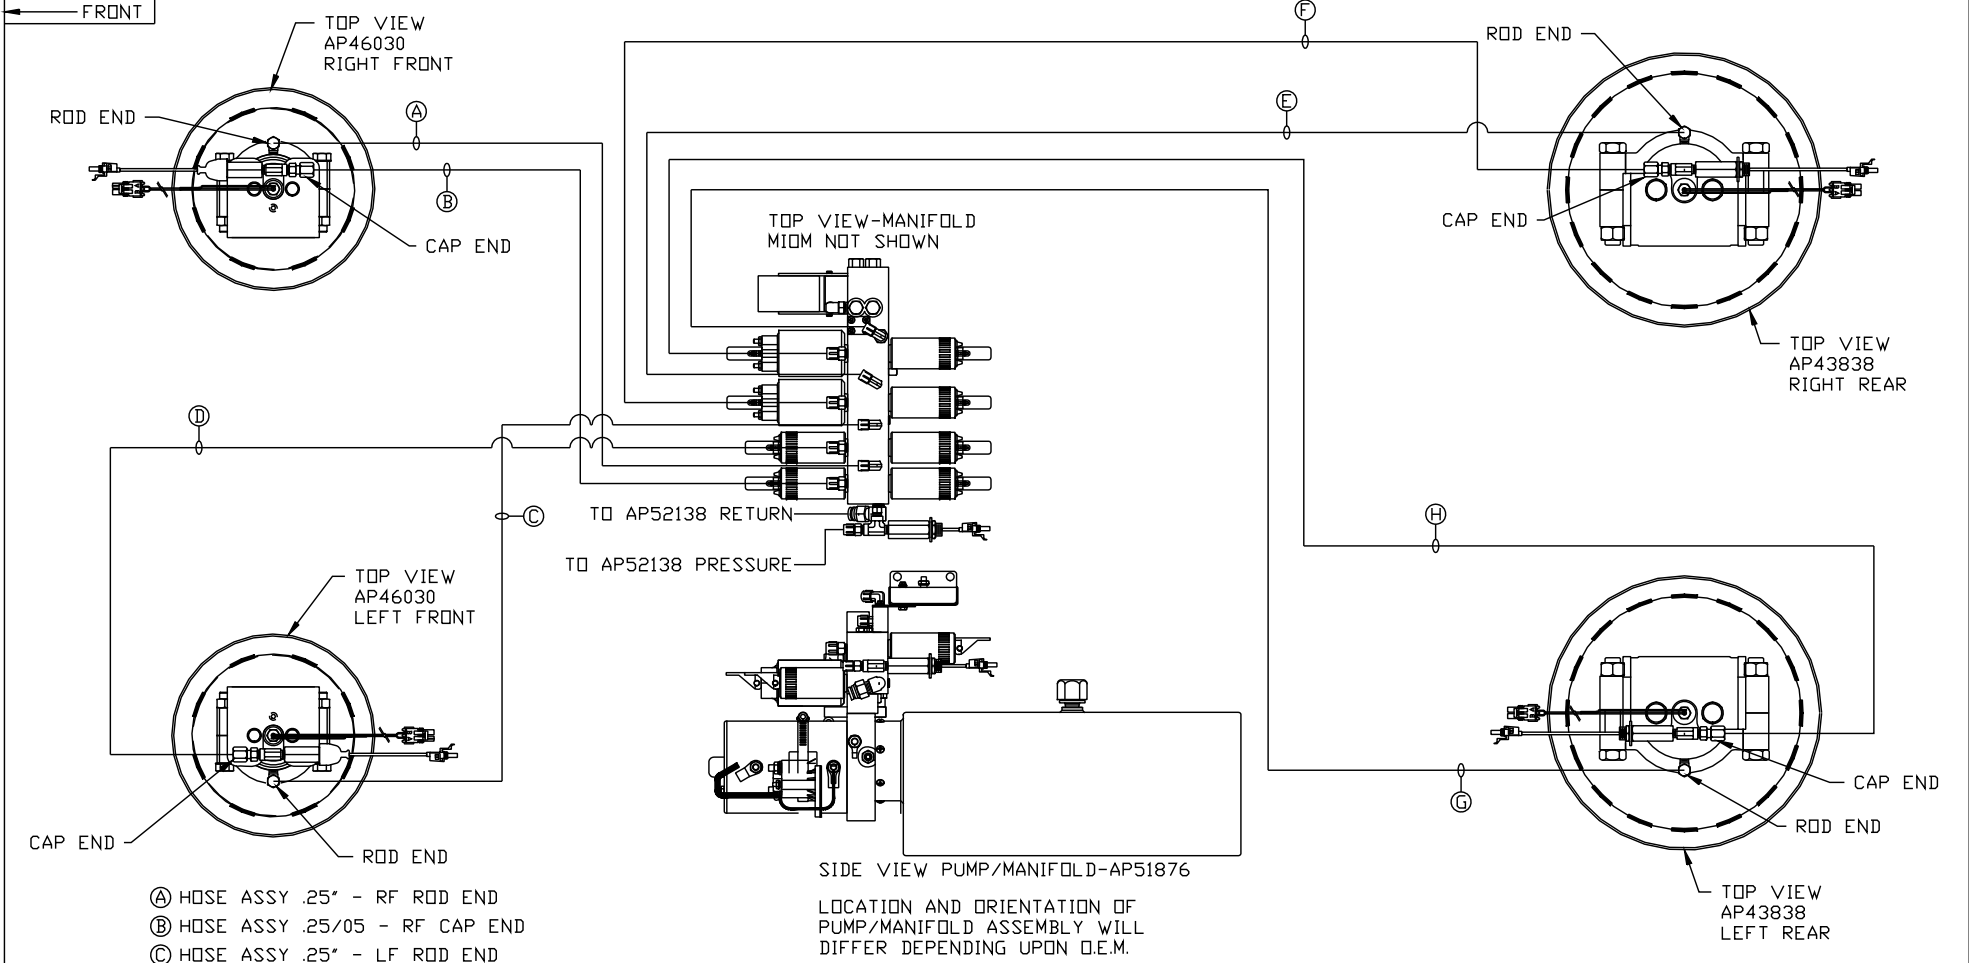 FRONT
TOP VIEW
AP46030
RIGHT FRONT
ROD END
A
B
CAP END
F
E
ROD END
CAP END
TOP VIEW
AP43838
RIGHT REAR
TOP VIEW-MANIFOLD
MIOM NOT SHOWN
D
C
TO AP52138 RETURN
TO AP52138 PRESSURE
H
TOP VIEW
AP46030
LEFT FRONT
CAP END
ROD END
G
CAP END
ROD END
TOP VIEW
AP43838
LEFT REAR
SIDE VIEW PUMP/MANIFOLD-AP51876
LOCATION AND ORIENTATION OF
PUMP/MANIFOLD ASSEMBLY WILL
DIFFER DEPENDING UPON O.E.M.
A HOSE ASSY .25" - RF ROD END
B HOSE ASSY .25/05 - RF CAP END
C HOSE ASSY .25" - LF ROD END